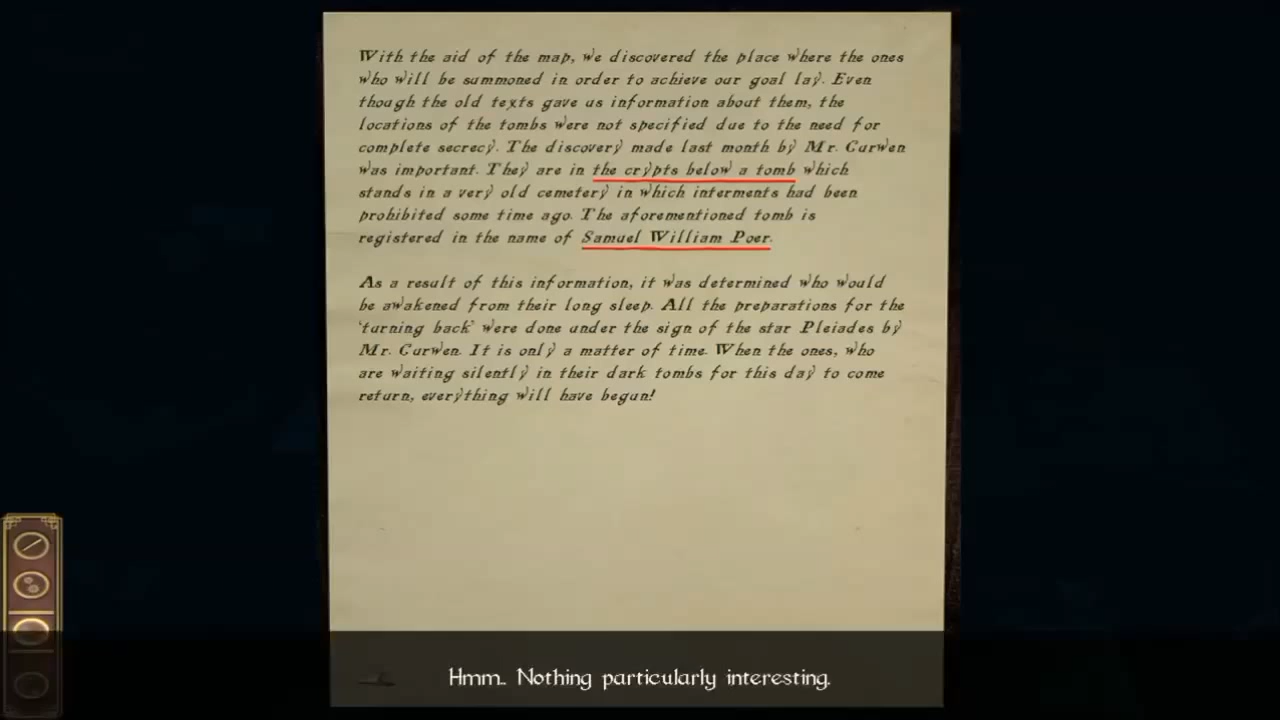 With the aid of the map, we discovered the place where the ones
who will be summoned in order to achieve our goal lay. Even
though the old texts gave us information about them, the
locations of the tombs were not specified due to the need for
complete secrecy. The discovery made last month by Mr. Curwen
was important. They are in the crypts below a tomb which
stands in a very old cemetery in which interments had been
prohibited some time ago. The aforementioned tomb is
registered in the name of Samuel William Poer.
As a result of this information, it was determined who would
be awakened from their long sleep. All the preparations for the
'turning back' were done under the sign of the star Pleiades by
Mr. Curwen. It is only a matter of time. When the ones, who
are waiting silently in their dark tombs for this day to come
return, everything will have begun!
Hmm.. Nothing particularly interesting.